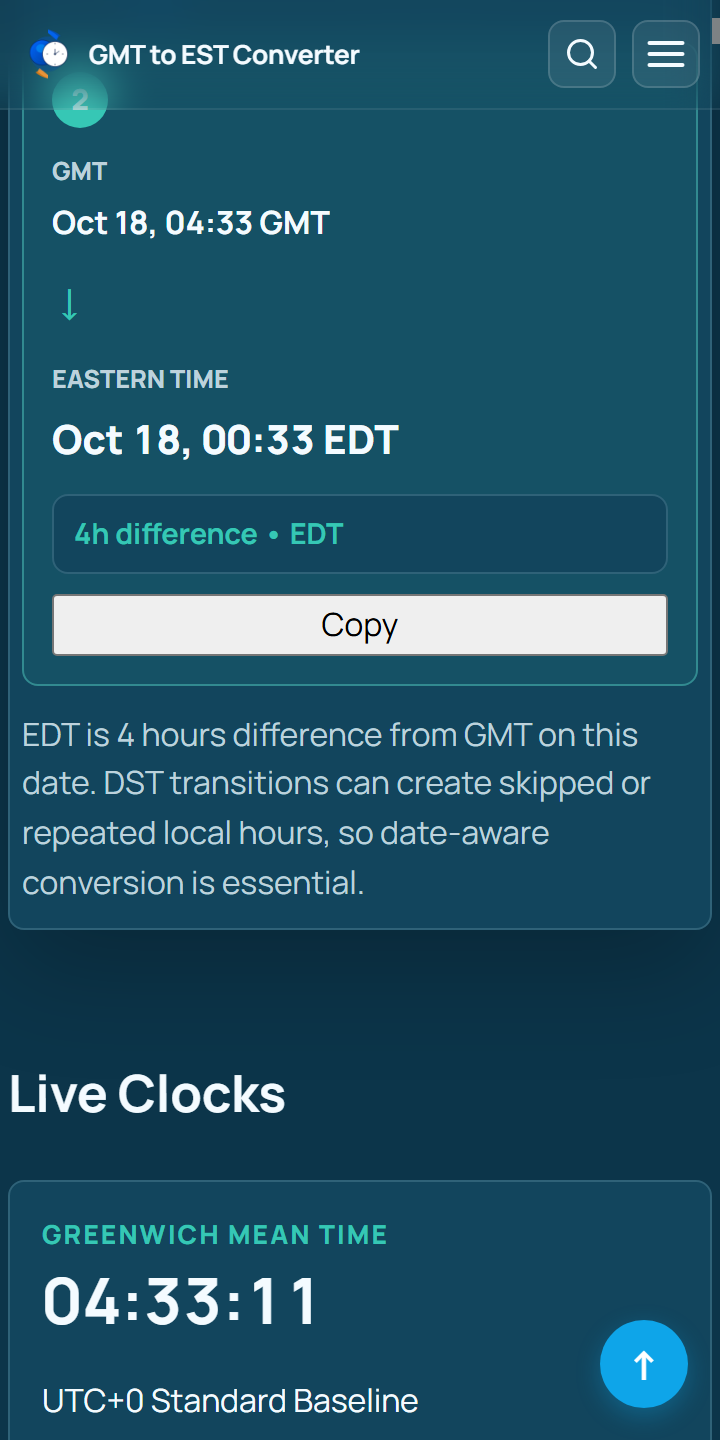 GMT to EST Converter
2
GMT
Oct 18, 04:33 GMT
↓
EASTERN TIME
Oct 18, 00:33 EDT
4h difference • EDT
Copy
EDT is 4 hours difference from GMT on this
date. DST transitions can create skipped or
repeated local hours, so date-aware
conversion is essential.
Live Clocks
GREENWICH MEAN TIME
04:33:11
UTC+0 Standard Baseline